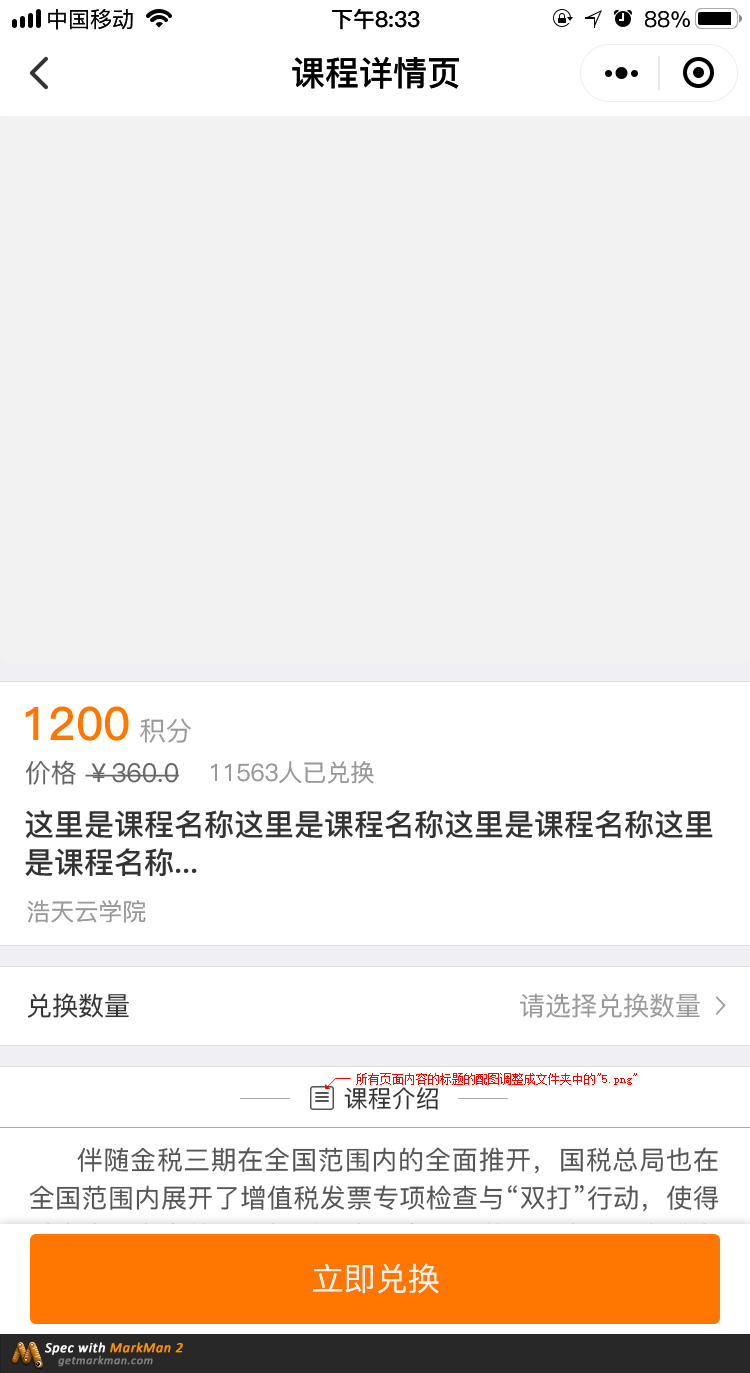 中国移动
下午8:33
88%
课程详情页
1200 积分
价格 ￥360.0 11563人已兑换
这里是课程名称这里是课程名称这里是课程名称这里
是课程名称...
浩天云学院
兑换数量
请选择兑换数量
所有页面内容的标题的配图调整成文件夹中的"5.png"
课程介绍
伴随金税三期在全国范围内的全面推开，国税总局也在
全国范围内展开了增值税发票专项检查与“双打”行动，使得
立即兑换
Spec with MarkMan 2
getmarkman.com